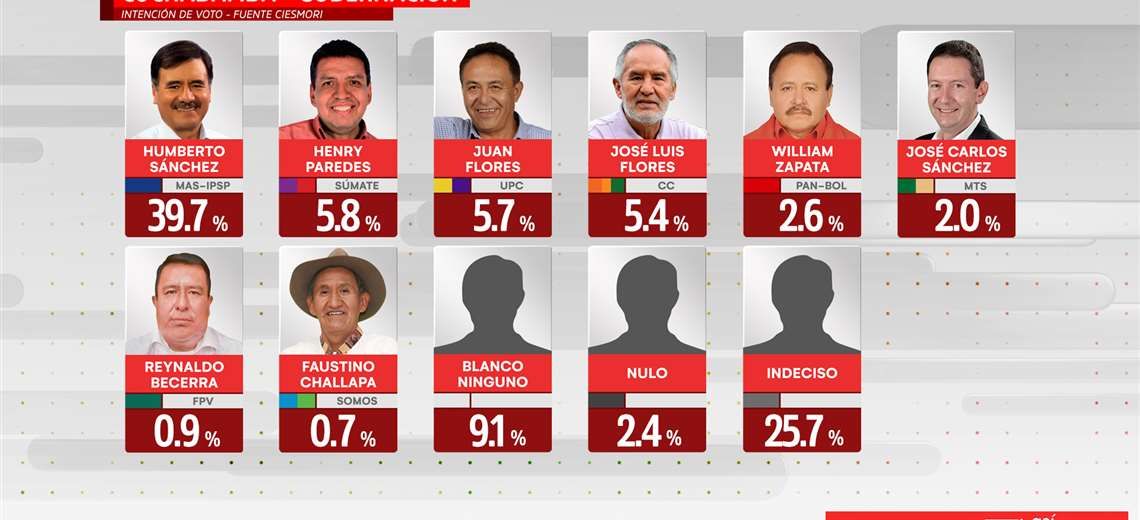 INTENCIÓN DE VOTO - FUENTE CIESMORI
HUMBERTO
SÁNCHEZ
MAS-IPSP
39.7 %
HENRY
PAREDES
SÚMATE
5.8 %
JUAN
FLORES
UPC
5.7 %
JOSÉ LUIS
FLORES
CC
5.4 %
WILLIAM
ZAPATA
PAN-BOL
2.6 %
JOSÉ CARLOS
SÁNCHEZ
MTS
2.0 %
REYNALDO
BECERRA
FPV
0.9 %
FAUSTINO
CHALLAPA
SOMOS
0.7 %
BLANCO
NINGUNO
9.1 %
NULO
2.4 %
INDECISO
25.7 %